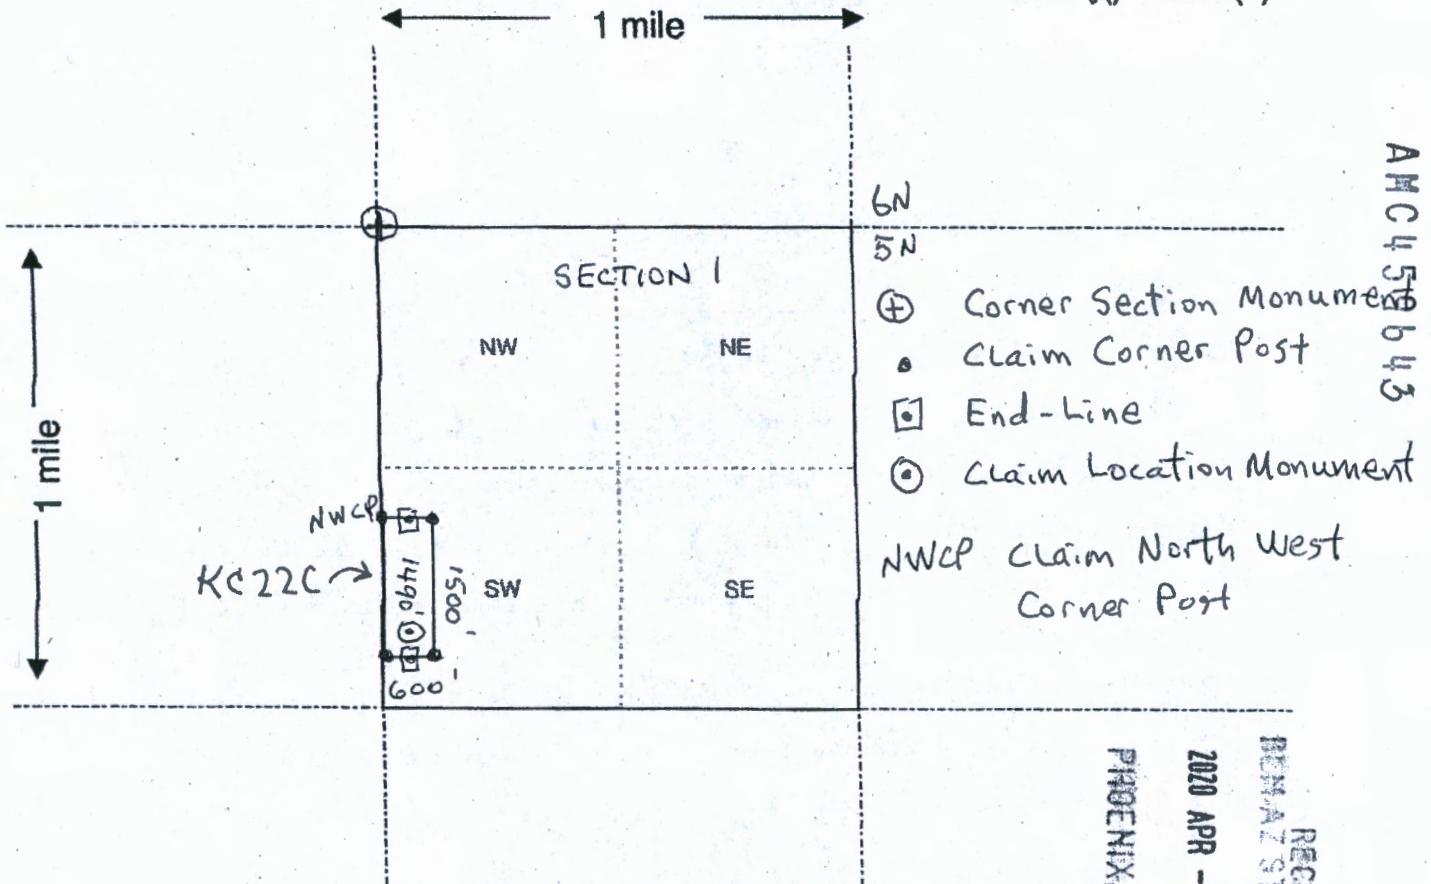 1 mile
6N
5N
SECTION 1
NW
NE
1 mile
Corner Section Monument
Claim Corner Post
End-Line
Claim Location Monument
NWCP Claim North West
Corner Post
NWCP
KC22C
1490'
1500'
SW
SE
600'
2020 APR -
PHOENIX,
REC